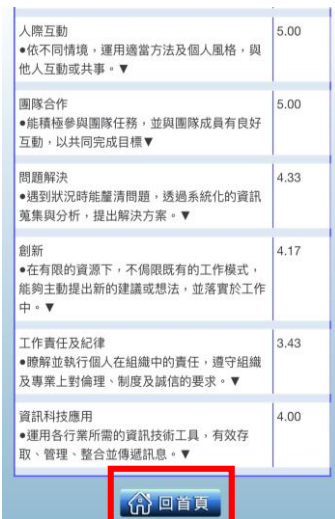 人際互動 5.00
●依不同情境，運用適當方法及個人風格，與
他人互動或共事。▼
團隊合作 5.00
●能積極參與團隊任務，並與團隊成員有良好
互動，以共同完成目標▼
問題解決 4.33
●遇到狀況時能釐清問題，透過系統化的資訊
蒐集與分析，提出解決方案。▼
創新 4.17
●在有限的資源下，不侷限既有的工作模式，
能夠主動提出新的建議或想法，並落實於工作
中。▼
工作責任及紀律 3.43
●瞭解並執行個人在組織中的責任，遵守組織
及專業上對倫理、制度及誠信的要求。▼
資訊科技應用 4.00
●運用各行業所需的資訊技術工具，有效存
取、管理、整合並傳遞訊息。▼
回首頁